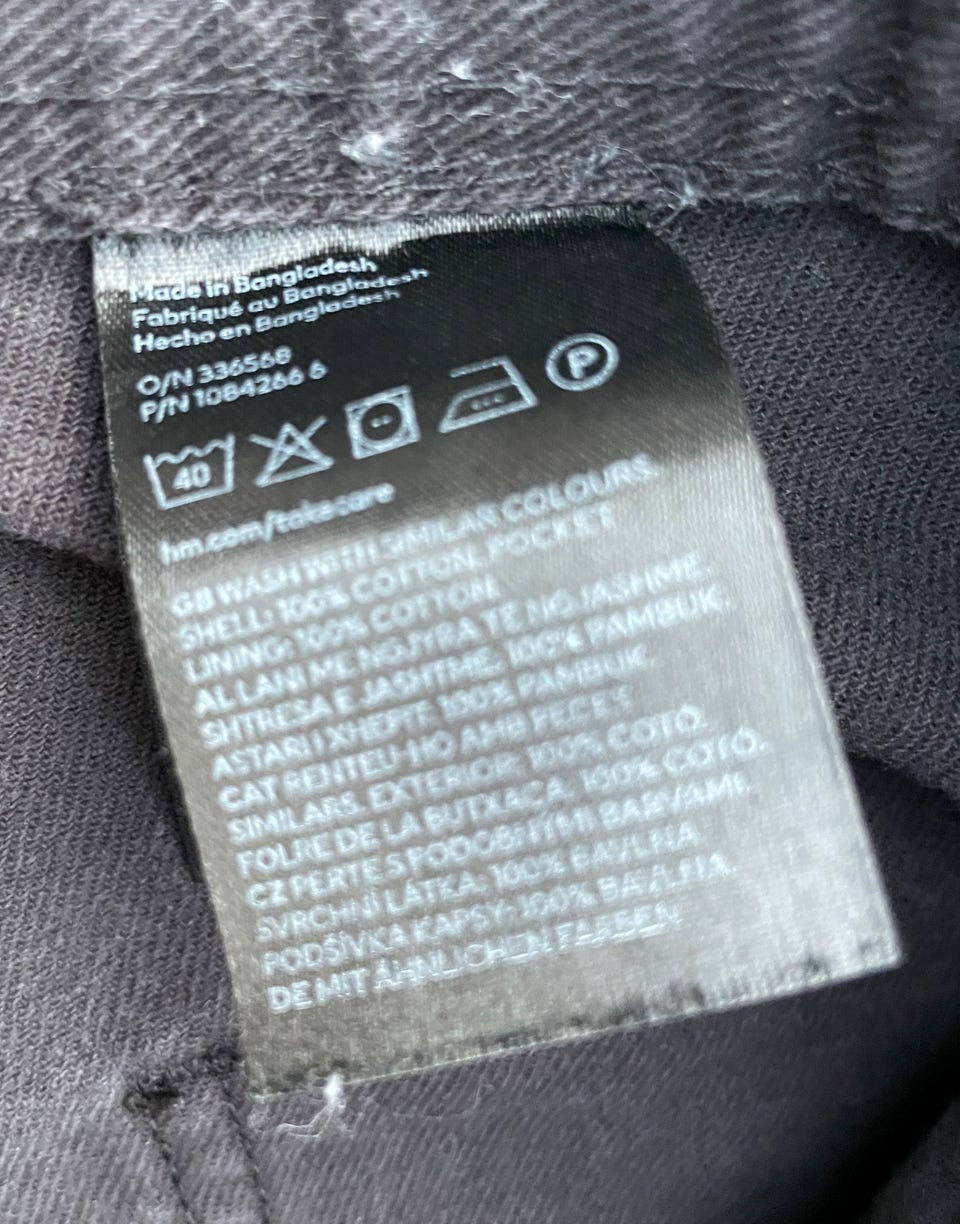 Made in Bangladesh
Fabriqué au Bangladesh
Hecho en Bangladesh
O/N 336568
P/N 1084266 6
40
P
hm.com/takecare
GB WASH WITH SIMILAR COLOURS.
SHELL: 100% COTTON. POCKET
LINING: 100% COTTON.
AL LANI ME NGJYRA TË NGJASHME.
SHTRESA E JASHTME: 100% PAMBUK.
ASTARI I XHEPIT: 100% PAMBUK.
CAT RENTEU-HO AMB PECES
SIMILARS. EXTERIOR: 100% COTÓ.
FOLRE DE LA BUTXACA: 100% COTÓ.
CZ PERTE S PODOBNÝMI BARVAMI.
SVRCHNÍ LÁTKA: 100% BAVLNA
PODŠÍVKA KAPSY: 100% BAVLNA.
DE MIT ÄHNLICHEN FARBEN